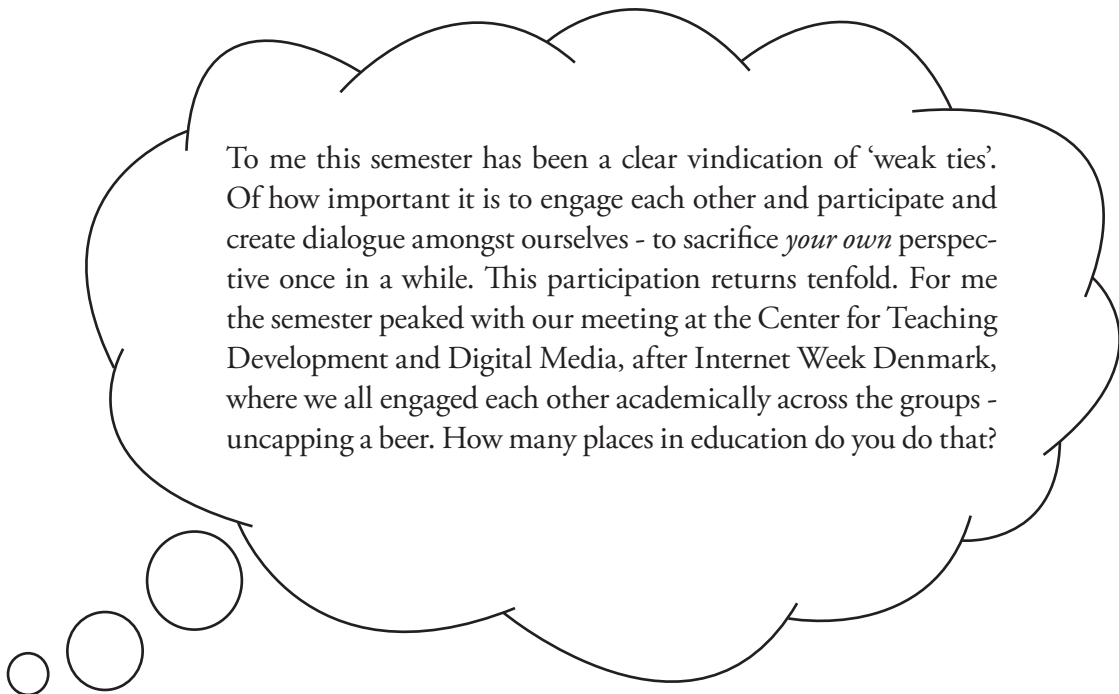 To me this semester has been a clear vindication of ‘weak ties’.
Of how important it is to engage each other and participate and
create dialogue amongst ourselves - to sacrifice your own perspec-
tive once in a while. This participation returns tenfold. For me
the semester peaked with our meeting at the Center for Teaching
Development and Digital Media, after Internet Week Denmark,
where we all engaged each other academically across the groups -
uncapping a beer. How many places in education do you do that?